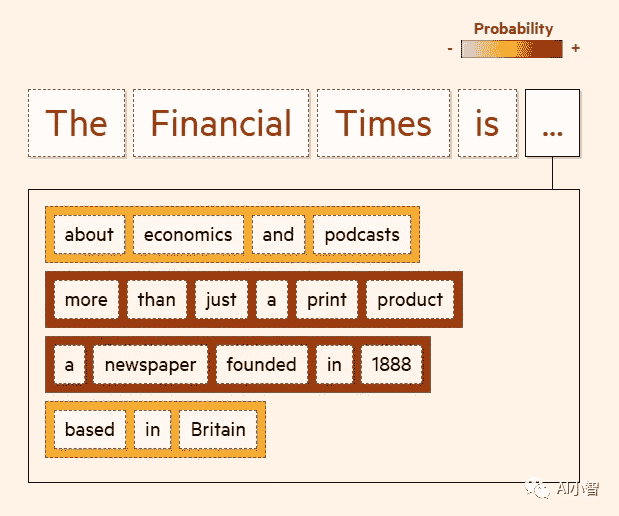 Probability
- +
The Financial Times is ...
about economics and podcasts
more than just a print product
a newspaper founded in 1888
based in Britain
AI小智